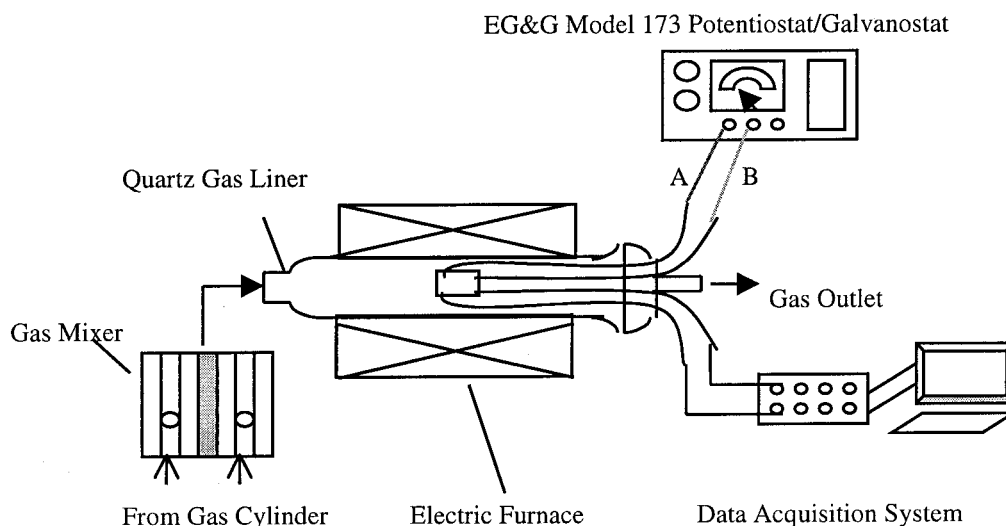 EG&G Model 173 Potentiostat/Galvanostat
Quartz Gas Liner
A
B
Gas Outlet
Gas Mixer
From Gas Cylinder
Electric Furnace
Data Acquisition System